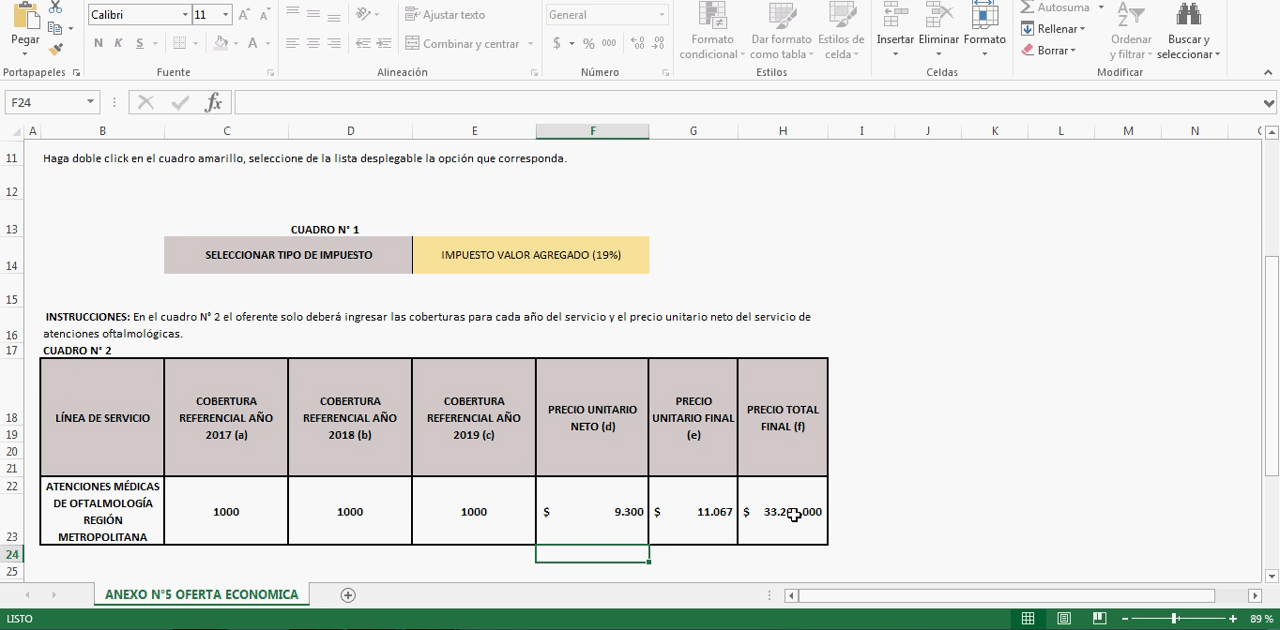 Calibri 11
Ajustar texto
General
Autosuma
Pegar
N K S
A
Combinar y centrar
$ % 000
Formato condicional
Dar formato como tabla
Estilos de celda
Insertar
Eliminar
Formato
Rellenar
Borrar
Ordenar y filtrar
Buscar y seleccionar
Portapapeles
Fuente
Alineación
Número
Estilos
Celdas
Modificar
F24
fx
A B C D E F G H I J K L M N
11
Haga doble click en el cuadro amarillo, seleccione de la lista desplegable la opción que corresponda.
12
13
CUADRO N° 1
14
SELECCIONAR TIPO DE IMPUESTO
IMPUESTO VALOR AGREGADO (19%)
15
INSTRUCCIONES: En el cuadro N° 2 el oferente solo deberá ingresar las coberturas para cada año del servicio y el precio unitario neto del servicio de
16
atenciones oftalmológicas.
17
CUADRO N° 2
18
19
20
21
LÍNEA DE SERVICIO
COBERTURA
REFERENCIAL AÑO
2017 (a)
COBERTURA
REFERENCIAL AÑO
2018 (b)
COBERTURA
REFERENCIAL AÑO
2019 (c)
PRECIO UNITARIO
NETO (d)
PRECIO
UNITARIO FINAL
(e)
PRECIO TOTAL
FINAL (f)
22
23
ATENCIONES MÉDICAS
DE OFTALMOLOGÍA
REGIÓN
METROPOLITANA
1000
1000
1000
$ 9.300
$ 11.067
$
24
25
ANEXO N°5 OFERTA ECONOMICA
LISTO
89 %